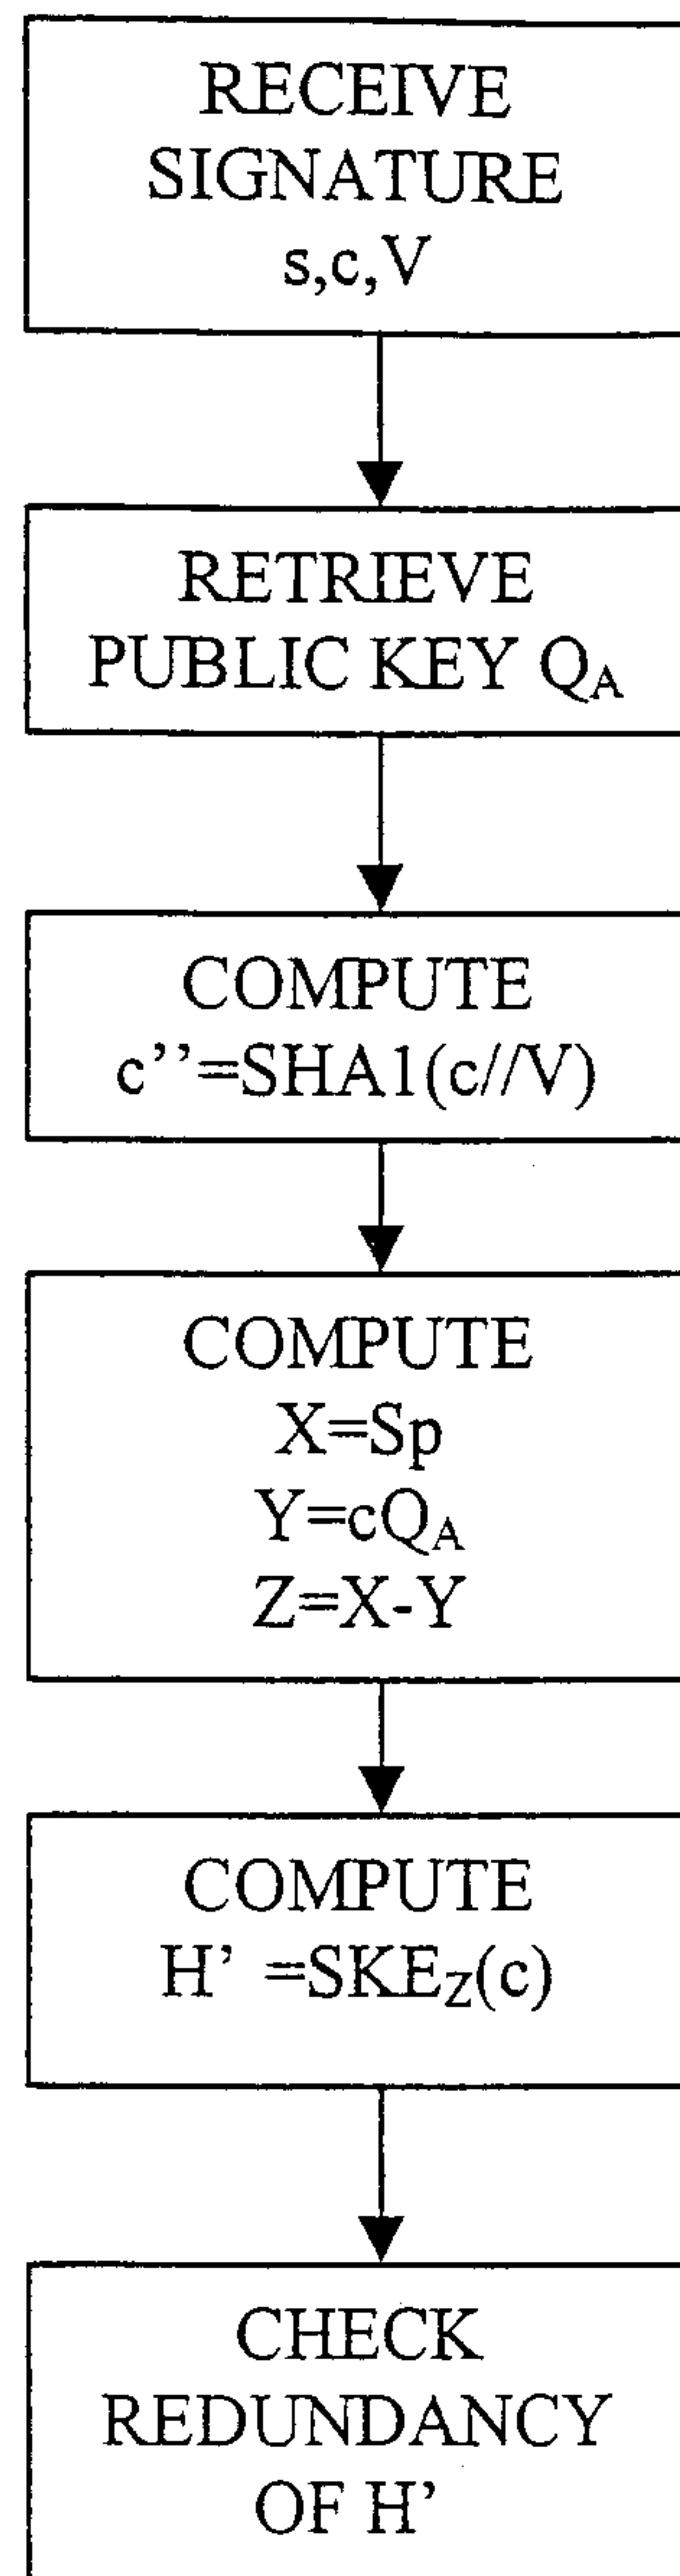 RECEIVE
SIGNATURE
s,c,V
RETRIEVE
PUBLIC KEY QA
COMPUTE
c’’=SHA1(c//V)
COMPUTE
X=Sp
Y=cQA
Z=X-Y
COMPUTE
H’ =SKEZ(c)
CHECK
REDUNDANCY
OF H’